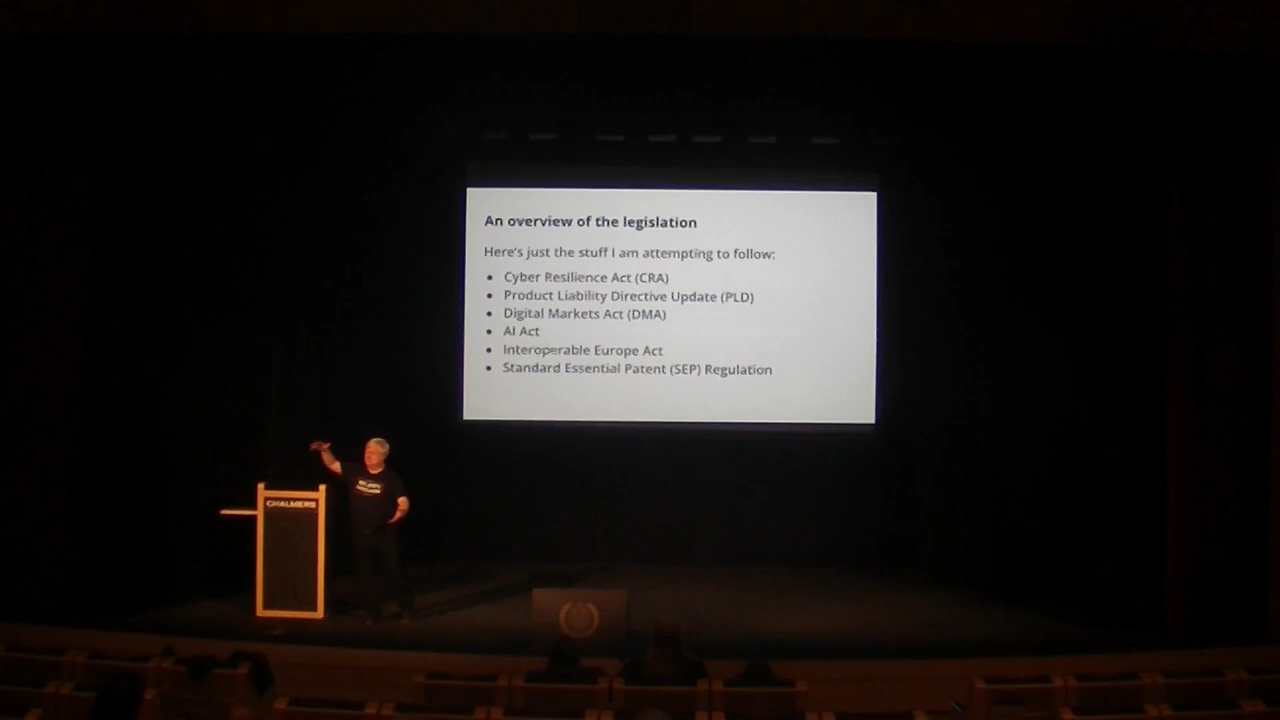 An overview of the legislation
Here's just the stuff I am attempting to follow:
• Cyber Resilience Act (CRA)
• Product Liability Directive Update (PLD)
• Digital Markets Act (DMA)
• AI Act
• Interoperable Europe Act
• Standard Essential Patent (SEP) Regulation
CHALMERS